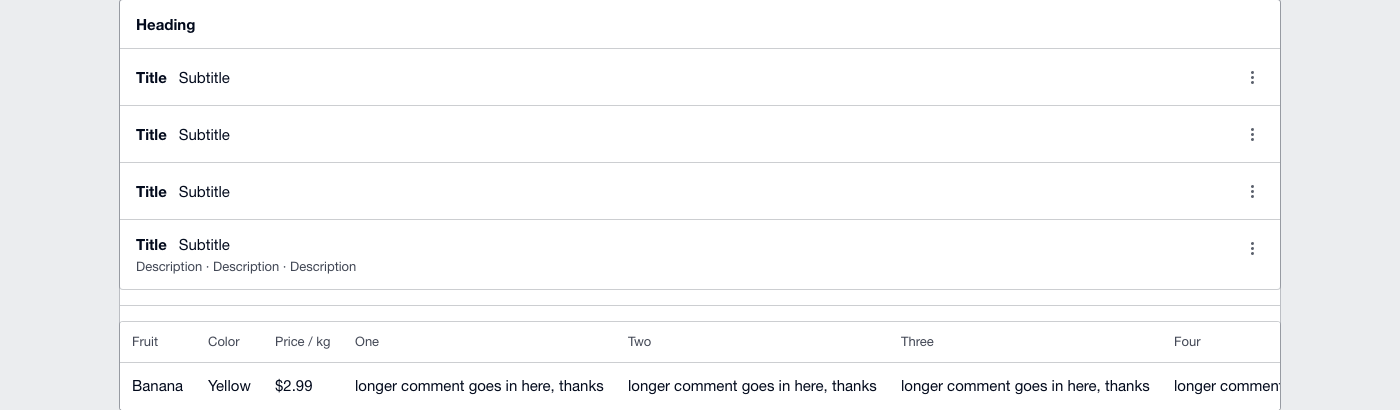 Heading
Title Subtitle
Title Subtitle
Title Subtitle
Title Subtitle
Description · Description · Description
Fruit Color Price / kg One Two Three Four
Banana Yellow $2.99 longer comment goes in here, thanks longer comment goes in here, thanks longer comment goes in here, thanks longer comment